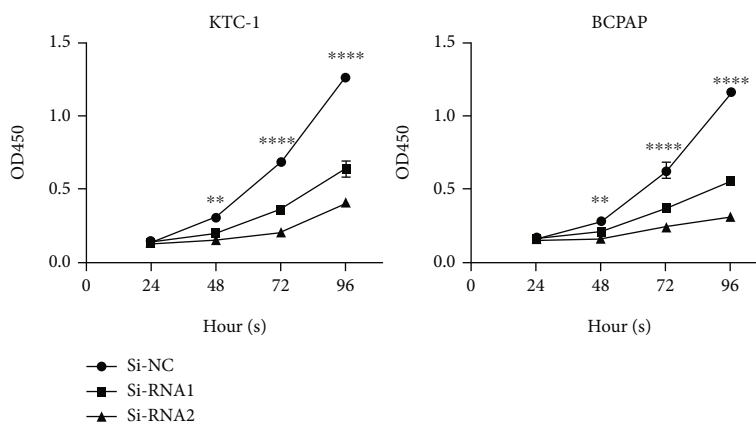 KTC-1
1.5
1.0
0.5
0.0
OD450
**
****
****
0
24
48
72
96
Hour (s)
BCPAP
1.5
1.0
0.5
0.0
OD450
**
****
****
0
24
48
72
96
Hour (s)
Si-NC
Si-RNA1
Si-RNA2